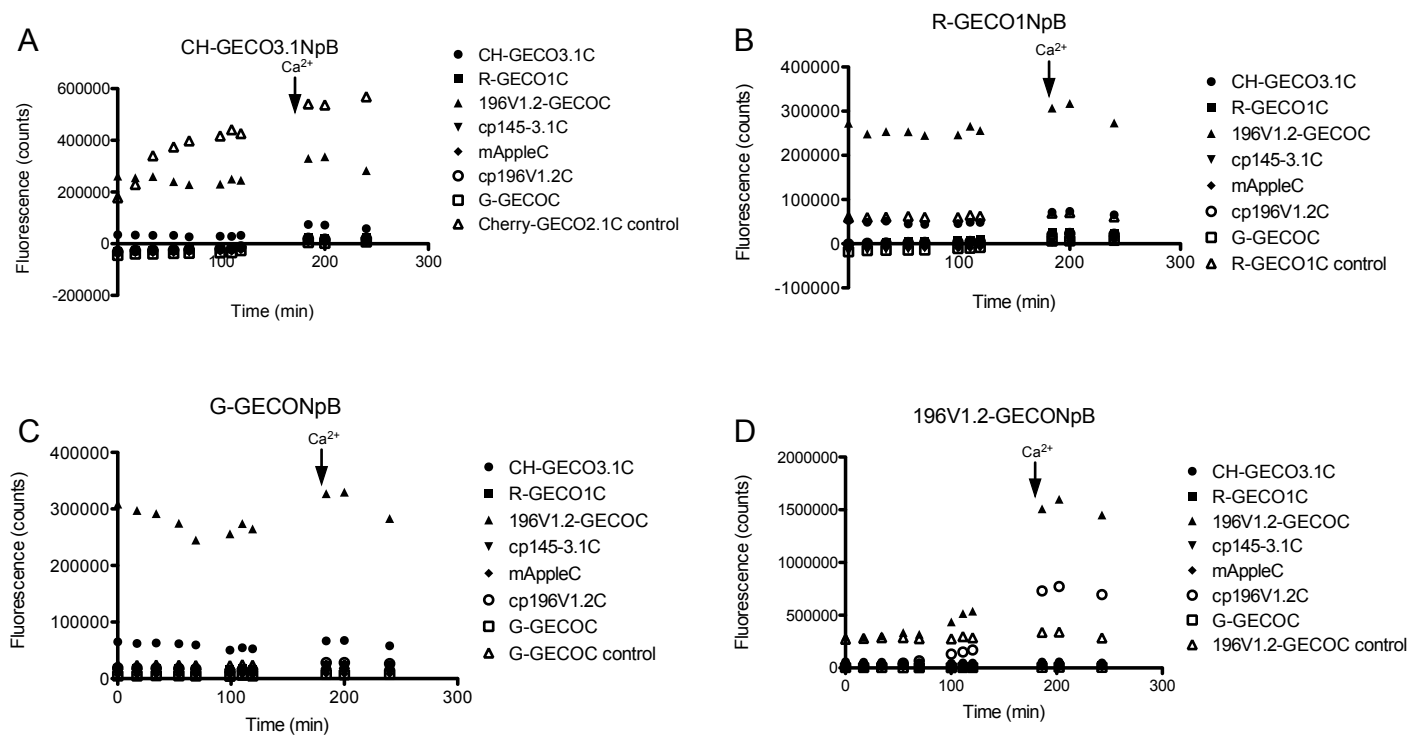 A
CH-GECO3.1NpB
Ca2+
600000
400000
200000
0
-200000
100
200
300
Fluorescence (counts)
Time (min)
CH-GECO3.1C
R-GECO1C
196V1.2-GECOC
cp145-3.1C
mAppleC
cp196V1.2C
G-GECOC
Cherry-GECO2.1C control
B
R-GECO1NpB
Ca2+
400000
300000
200000
100000
0
-100000
100
200
300
Fluorescence (counts)
Time (min)
CH-GECO3.1C
R-GECO1C
196V1.2-GECOC
cp145-3.1C
mAppleC
cp196V1.2C
G-GECOC
R-GECO1C control
C
G-GECONpB
Ca2+
400000
300000
200000
100000
0
0
100
200
300
Fluorescence (counts)
Time (min)
CH-GECO3.1C
R-GECO1C
196V1.2-GECOC
cp145-3.1C
mAppleC
cp196V1.2C
G-GECOC
G-GECOC control
D
196V1.2-GECONpB
Ca2+
2000000
1500000
1000000
500000
0
0
100
200
300
Fluorescence (counts)
Time (min)
CH-GECO3.1C
R-GECO1C
196V1.2-GECOC
cp145-3.1C
mAppleC
cp196V1.2C
G-GECOC
196V1.2-GECOC control